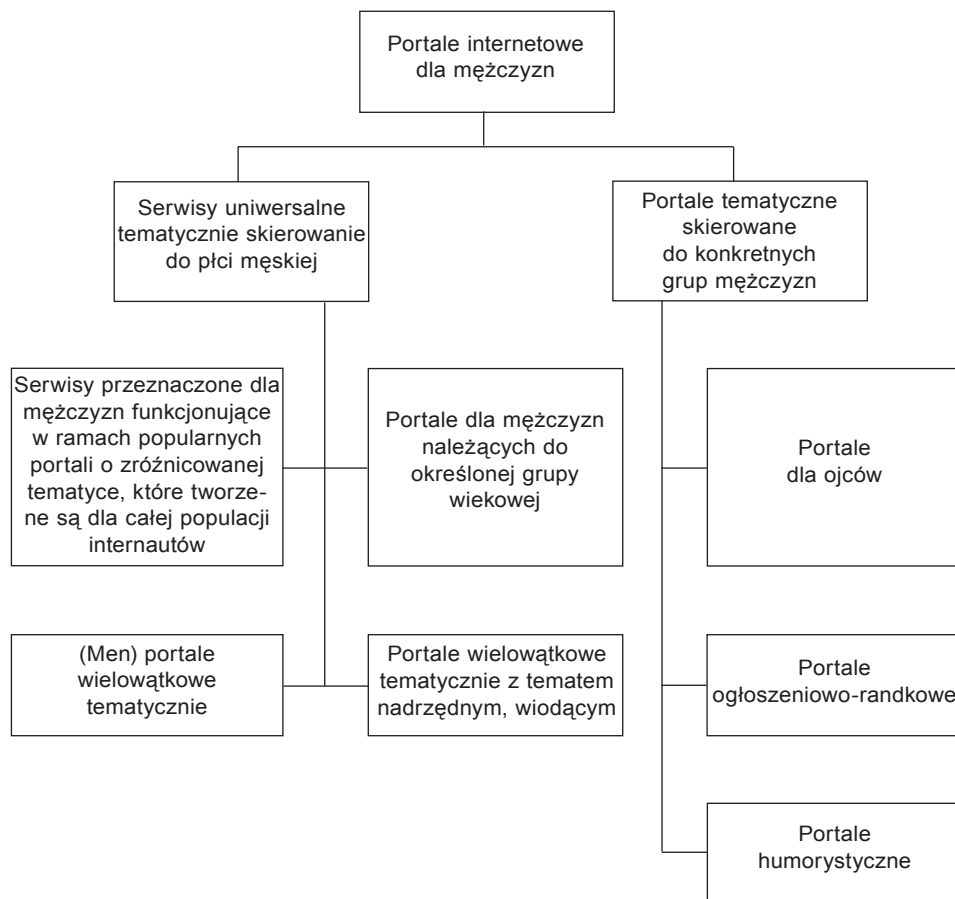 Portale internetowe
dla mężczyzn
Serwisy uniwersalne
tematycznie skierowanie
do płci męskiej
Portale tematyczne
skierowane
do konkretnych
grup mężczyzn
Serwisy przeznaczone dla
mężczyzn funkcjonujące
w ramach popularnych
portali o zróżnicowanej
tematyce, które tworze-
ne są dla całej populacji
internautów
Portale dla mężczyzn
należących do
określonej grupy
wiekowej
Portale
dla ojców
(Men) portale
wielowątkowe
tematycznie
Portale wielowątkowe
tematycznie z tematem
nadrzędnym, wiodącym
Portale
ogłoszeniowo-randkowe
Portale
humorystyczne